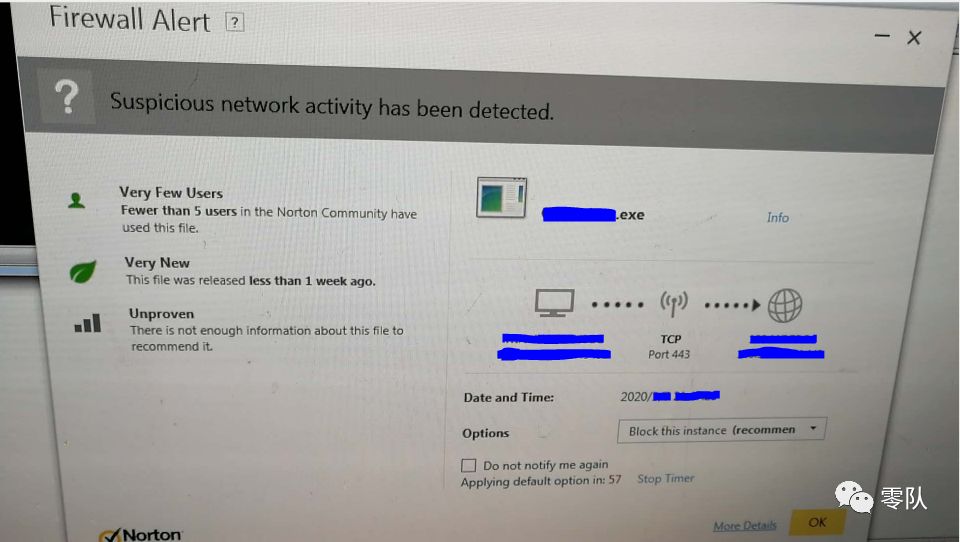 Firewall Alert ?
?
Suspicious network activity has been detected.
Very Few Users
Fewer than 5 users in the Norton Community have
used this file.
Very New
This file was released less than 1 week ago.
Unproven
There is not enough information about this file to
recommend it.
.exe
Info
TCP
Port 443
Date and Time:
2020/
Options
Block this instance (recommen
Do not notify me again
Applying default option in: 57
Stop Timer
Norton
More Details
OK
零队